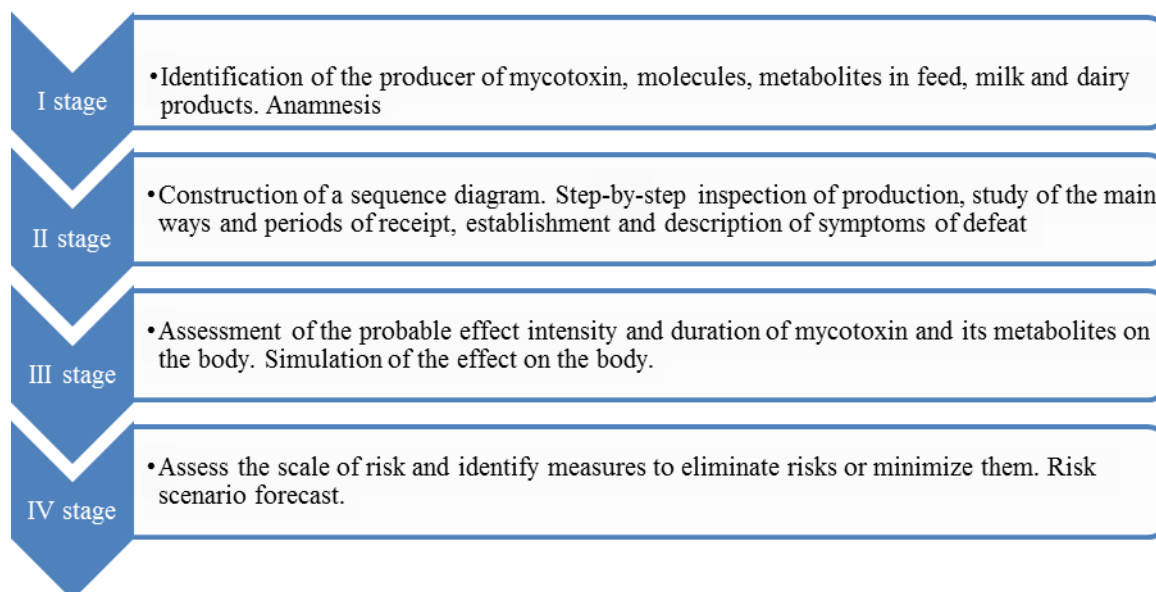 I stage
•Identification of the producer of mycotoxin, molecules, metabolites in feed, milk and dairy
products. Anamnesis
II stage
•Construction of a sequence diagram. Step-by-step inspection of production, study of the main
ways and periods of receipt, establishment and description of symptoms of defeat
III stage
•Assessment of the probable effect intensity and duration of mycotoxin and its metabolites on
the body. Simulation of the effect on the body.
IV stage
•Assess the scale of risk and identify measures to eliminate risks or minimize them. Risk
scenario forecast.